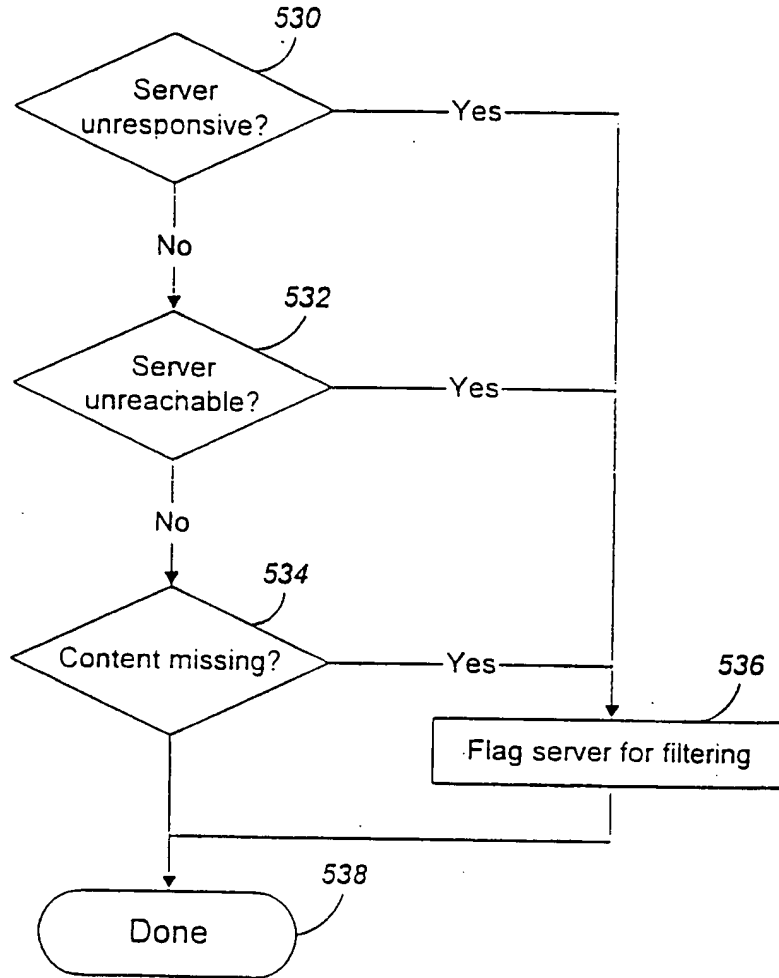 530
Server
unresponsive?
Yes
No
532
Server
unreachable?
Yes
No
534
Content missing?
Yes
536
Flag server for filtering
538
Done